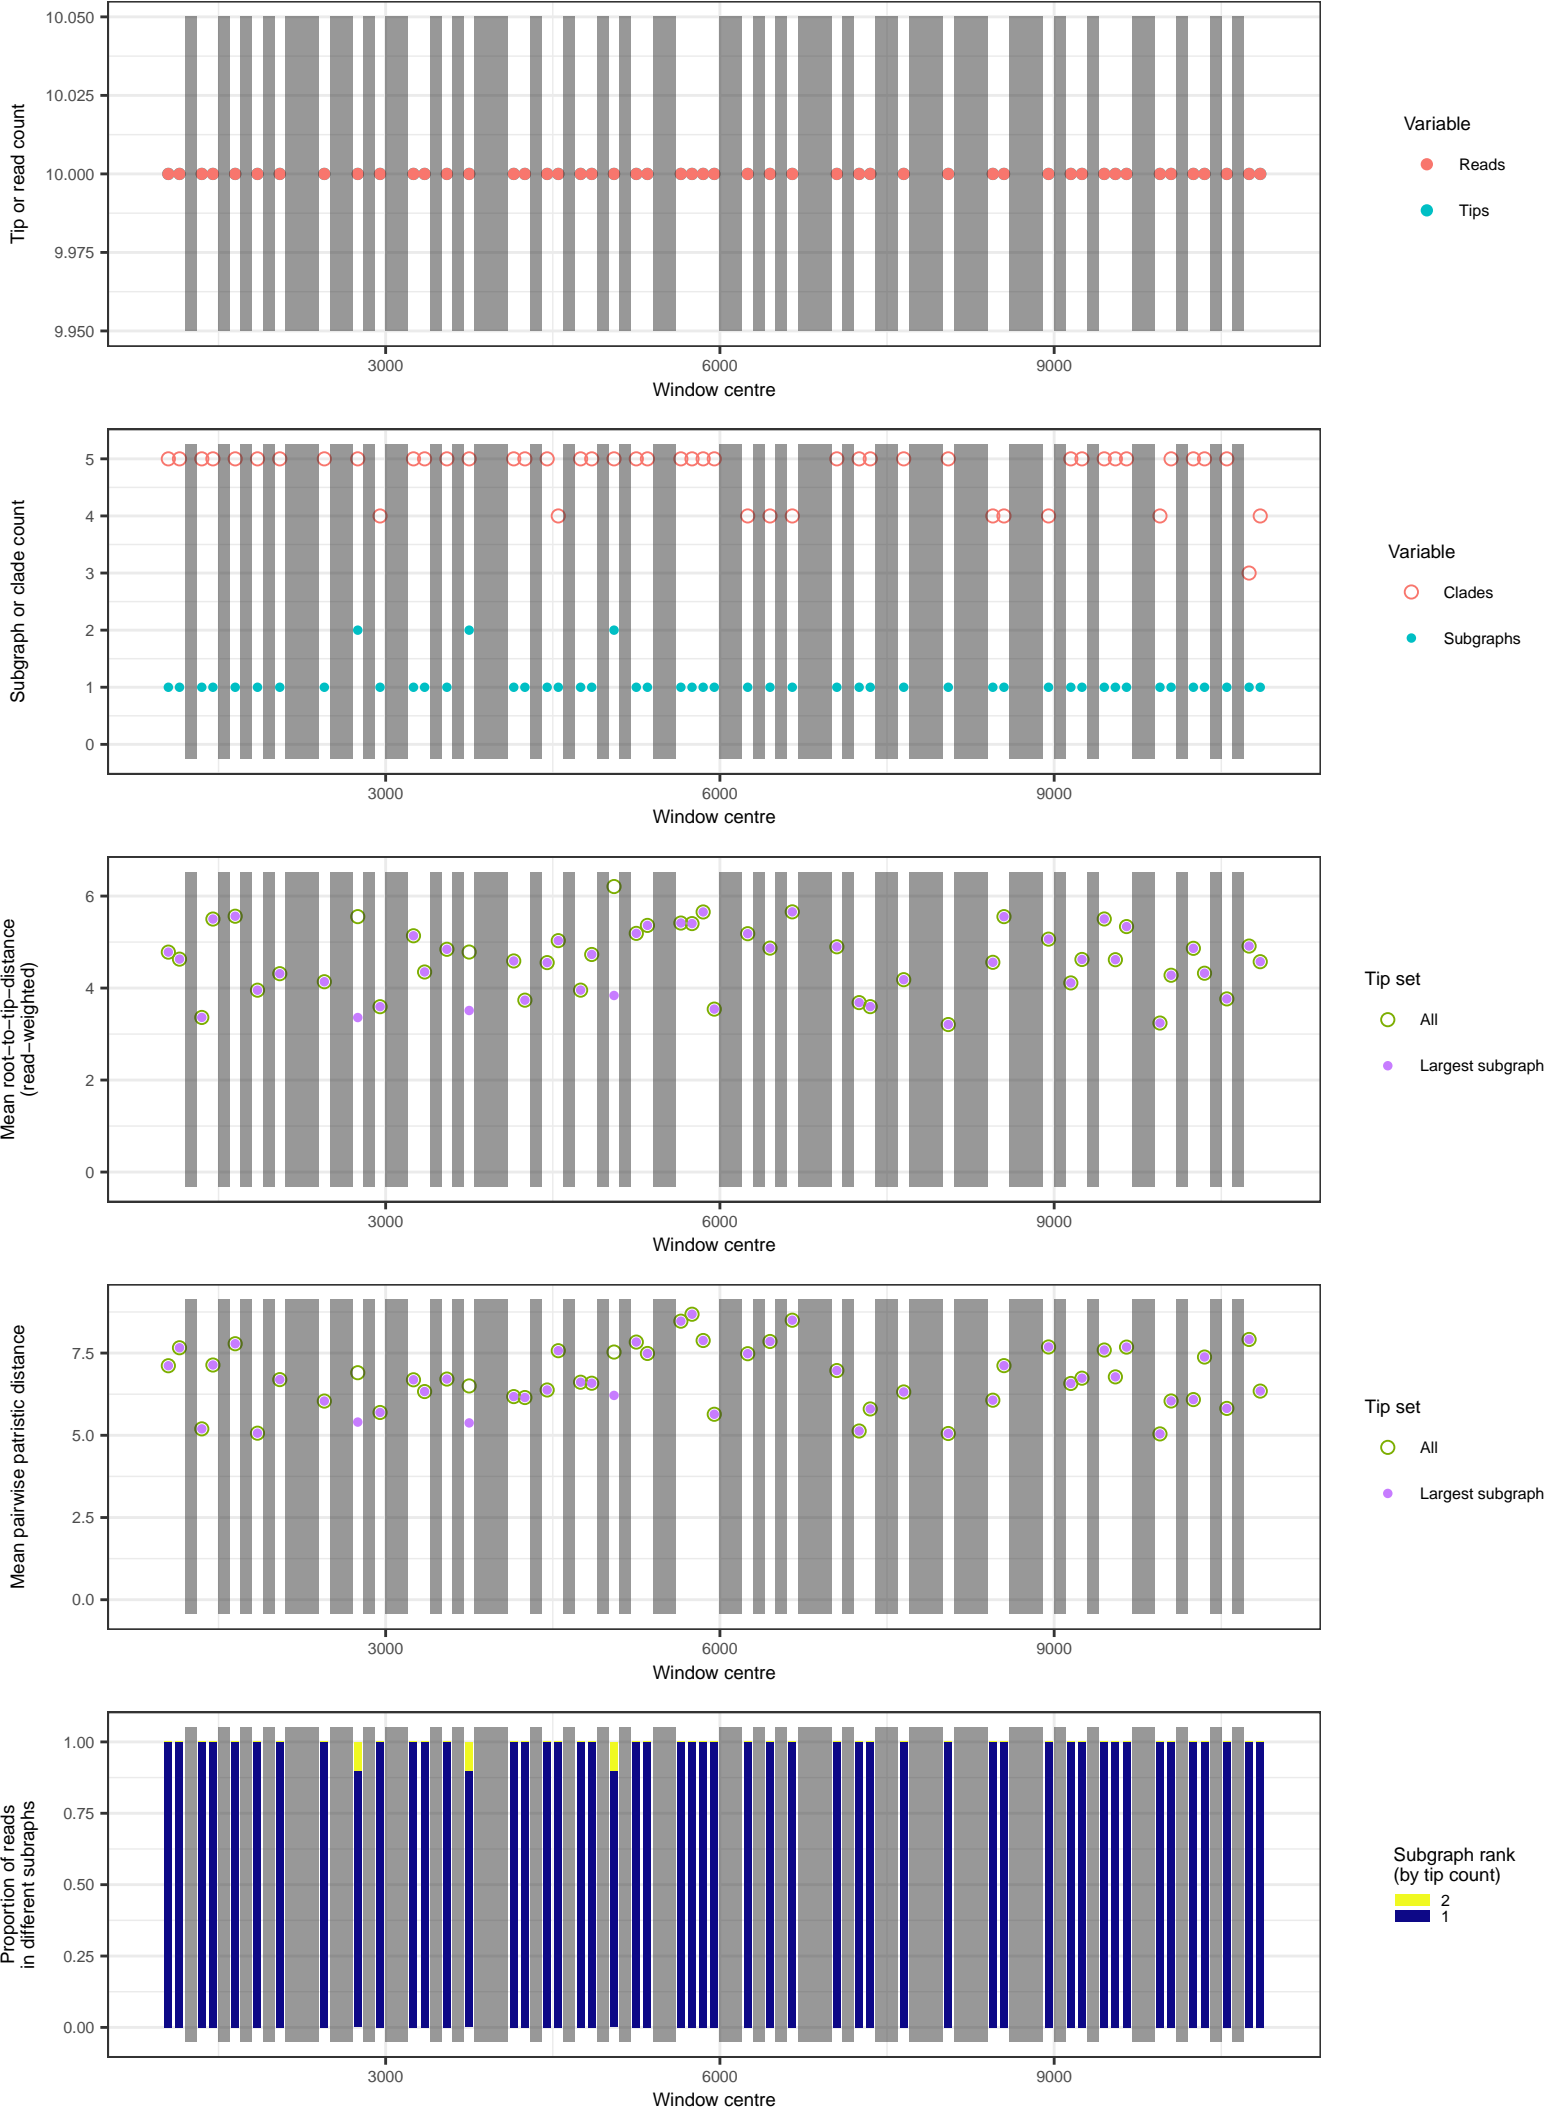 10.050
10.025
10.000
9.975
9.950
Tip or read count
3000
6000
9000
Window centre
Variable
Reads
Tips
5
4
3
2
1
0
Subgraph or clade count
3000
6000
9000
Window centre
Variable
Clades
Subgraphs
6
4
2
0
Mean root−to−tip−distance
(read−weighted)
3000
6000
9000
Window centre
Tip set
All
Largest subgraph
7.5
5.0
2.5
0.0
Mean pairwise patristic distance
3000
6000
9000
Window centre
Tip set
All
Largest subgraph
1.00
0.75
0.50
0.25
0.00
Proportion of reads
in different subraphs
3000
6000
9000
Window centre
Subgraph rank
(by tip count)
2
1